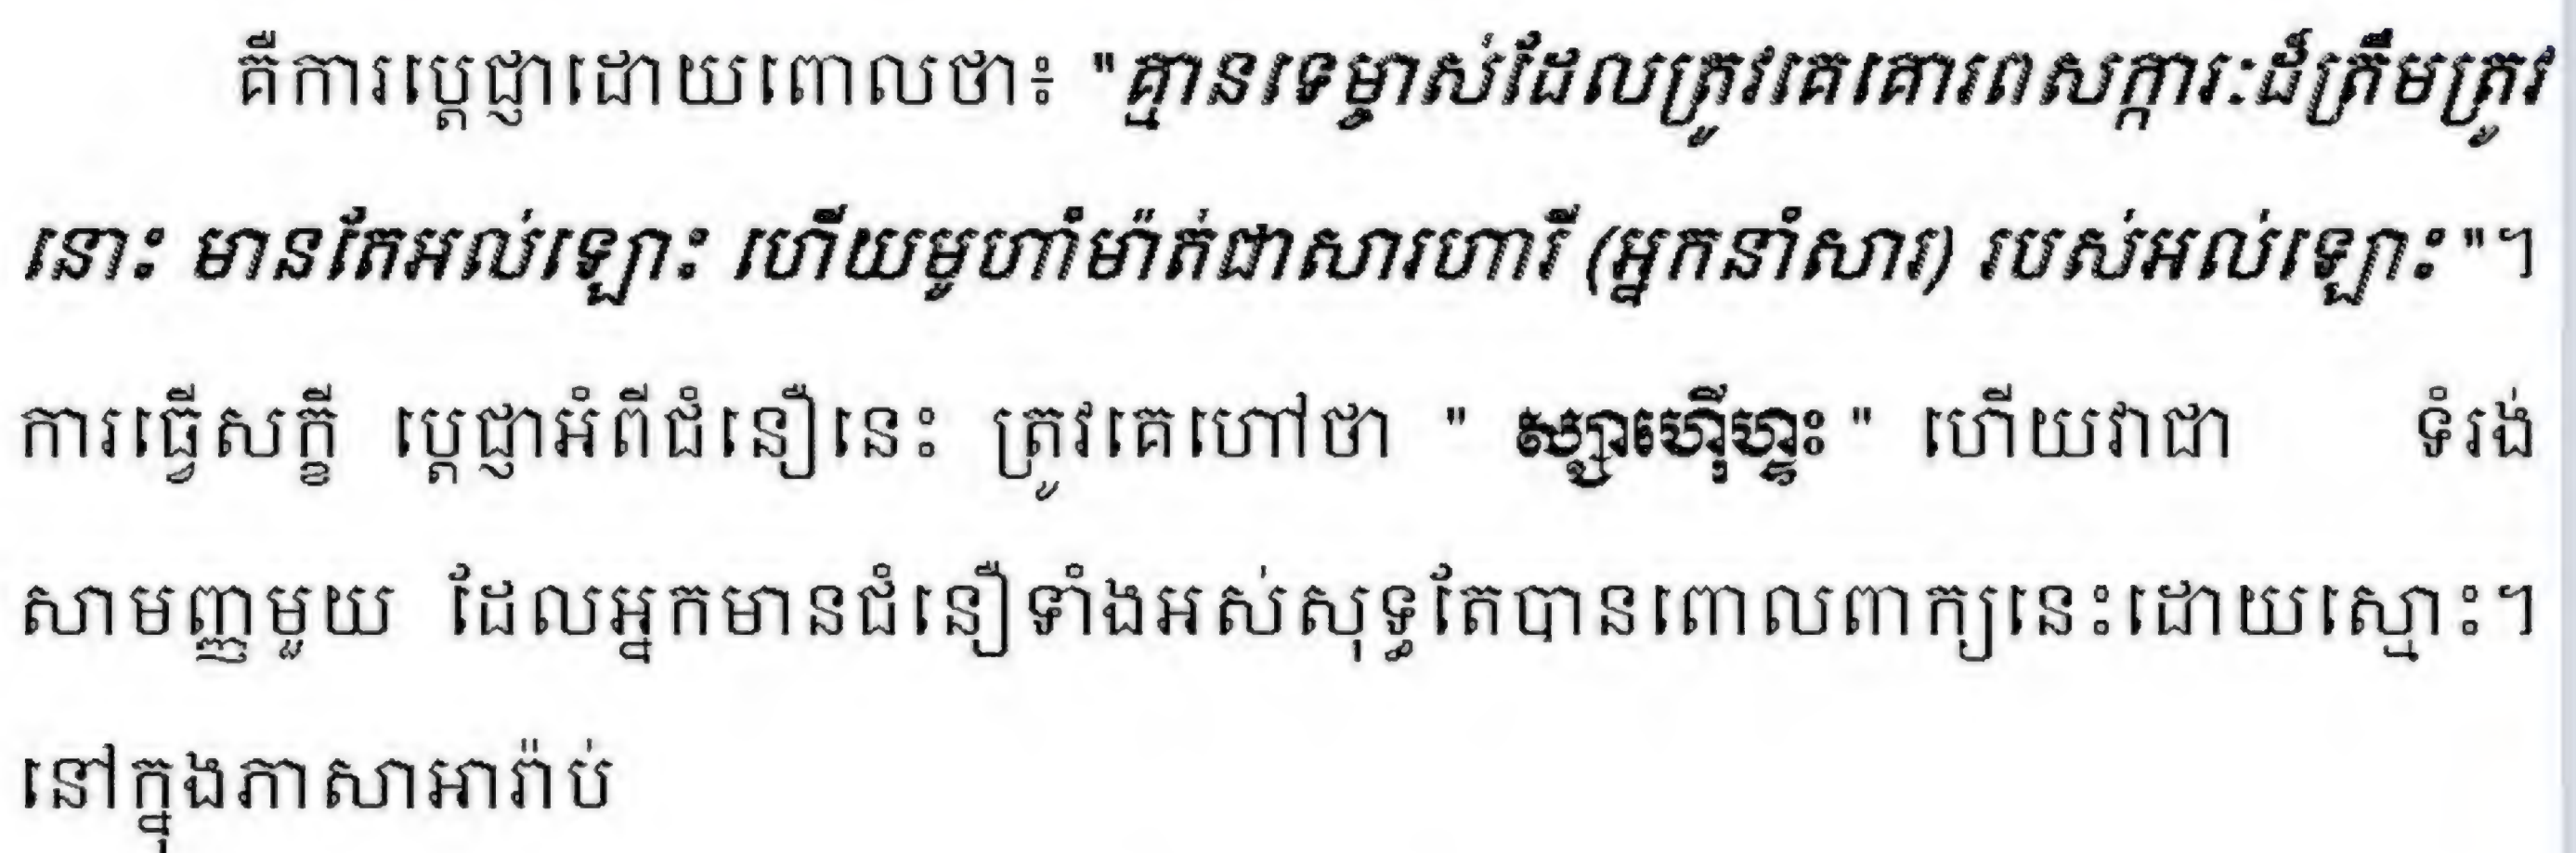 គឺការប្ដេជ្ញាដោយពោលថា៖ "គ្មានទេម្ចាស់ដែលត្រូវគេគោរពសក្ការៈដ៏ត្រឹមត្រូវ
នោះ មានតែអល់ឡោះ ហើយមូហាំម៉ាត់ជាសារហារី (អ្នកនាំសារ) របស់អល់ឡោះ"។
ការធ្វើសក្ខី ប្ដេជ្ញាអំពីជំនឿនេះ ត្រូវគេហៅថា " ស្សាហ៊ើហ្ទះ " ហើយវាជា ទំរង់
សាមញ្ញមួយ ដែលអ្នកមានជំនឿទាំងអស់សុទ្ធតែបានពោលពាក្យនេះដោយស្មោះ។
នៅក្នុងភាសាអារ៉ាប់